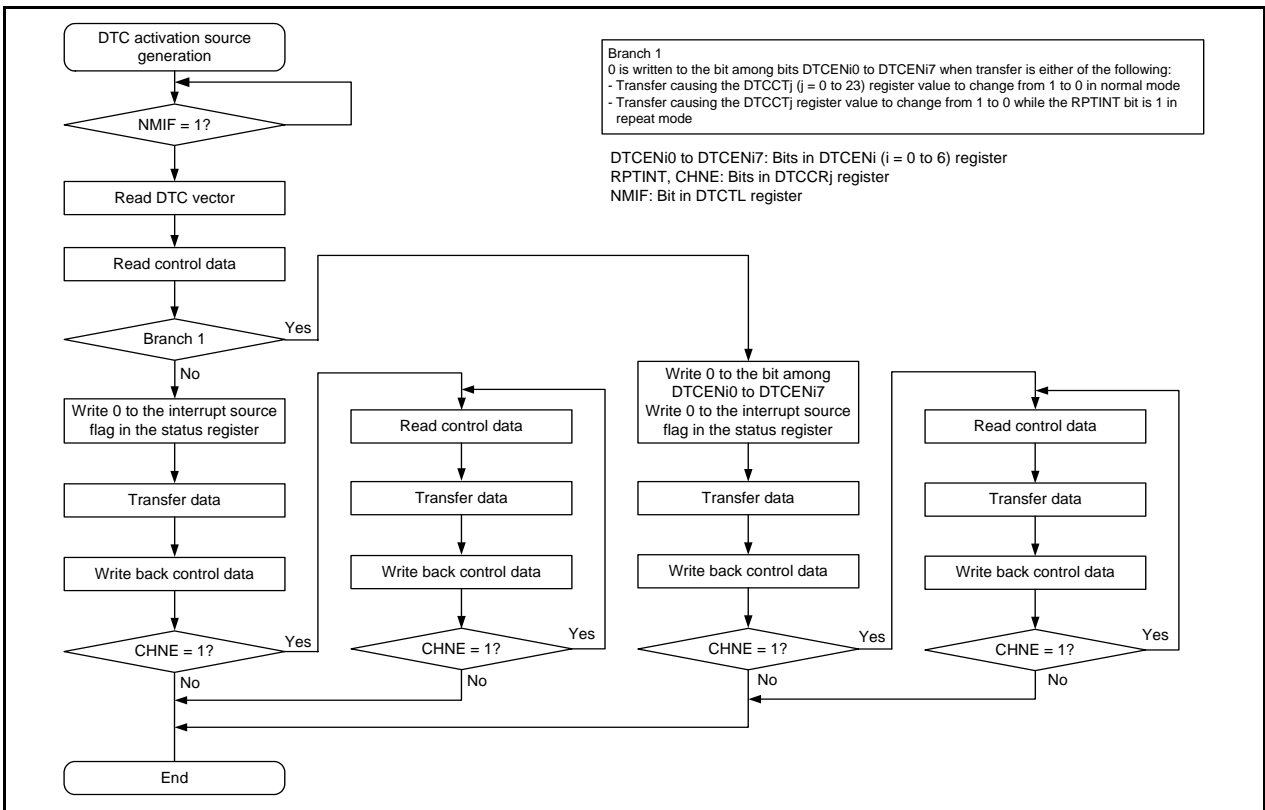 DTC activation source
generation
NMIF = 1?
Read DTC vector
Read control data
Branch 1
Yes
No
Write 0 to the interrupt source
flag in the status register
Transfer data
Write back control data
CHNE = 1?
Yes
No
Read control data
Transfer data
Write back control data
CHNE = 1?
Yes
No
Branch 1
0 is written to the bit among bits DTCENi0 to DTCENi7 when transfer is either of the following:
- Transfer causing the DTCCTj (j = 0 to 23) register value to change from 1 to 0 in normal mode
- Transfer causing the DTCCTj register value to change from 1 to 0 while the RPTINT bit is 1 in
repeat mode
DTCENi0 to DTCENi7: Bits in DTCENi (i = 0 to 6) register
RPTINT, CHNE: Bits in DTCCRj register
NMIF: Bit in DTCTL register
Write 0 to the bit among
DTCENi0 to DTCENi7
Write 0 to the interrupt source
flag in the status register
Transfer data
Write back control data
CHNE = 1?
Yes
No
Read control data
Transfer data
Write back control data
CHNE = 1?
Yes
No
End